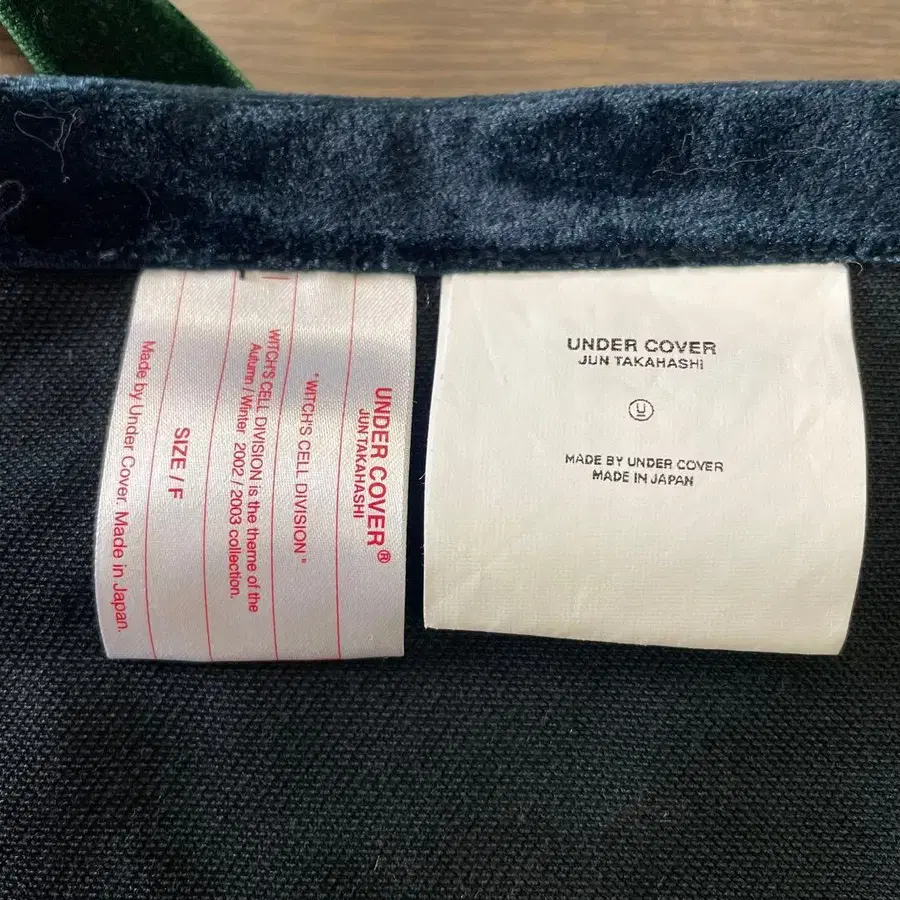 UNDER COVER®
JUN TAKAHASHI
"WITCH'S CELL DIVISION"
WITCH'S CELL DIVISION is the theme of the
Autumn / Winter 2002 / 2003 collection.
SIZE / F
Made by Under Cover. Made in Japan.
UNDER COVER
JUN TAKAHASHI
U
MADE BY UNDER COVER
MADE IN JAPAN